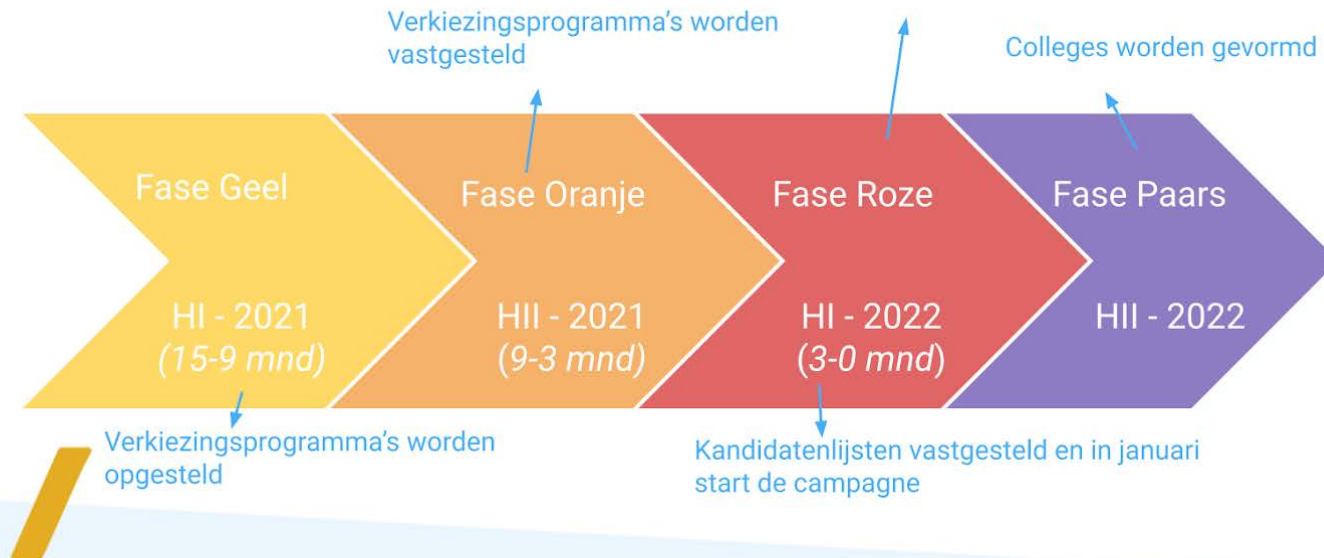 Verkiezingsprogramma's worden
vastgesteld
Colleges worden gevormd
Fase Geel
Fase Oranje
Fase Roze
Fase Paars
HI - 2021
(15-9 mnd)
HII - 2021
(9-3 mnd)
HI - 2022
(3-0 mnd)
HII - 2022
Verkiezingsprogramma's worden
opgesteld
Kandidatenlijsten vastgesteld en in januari
start de campagne